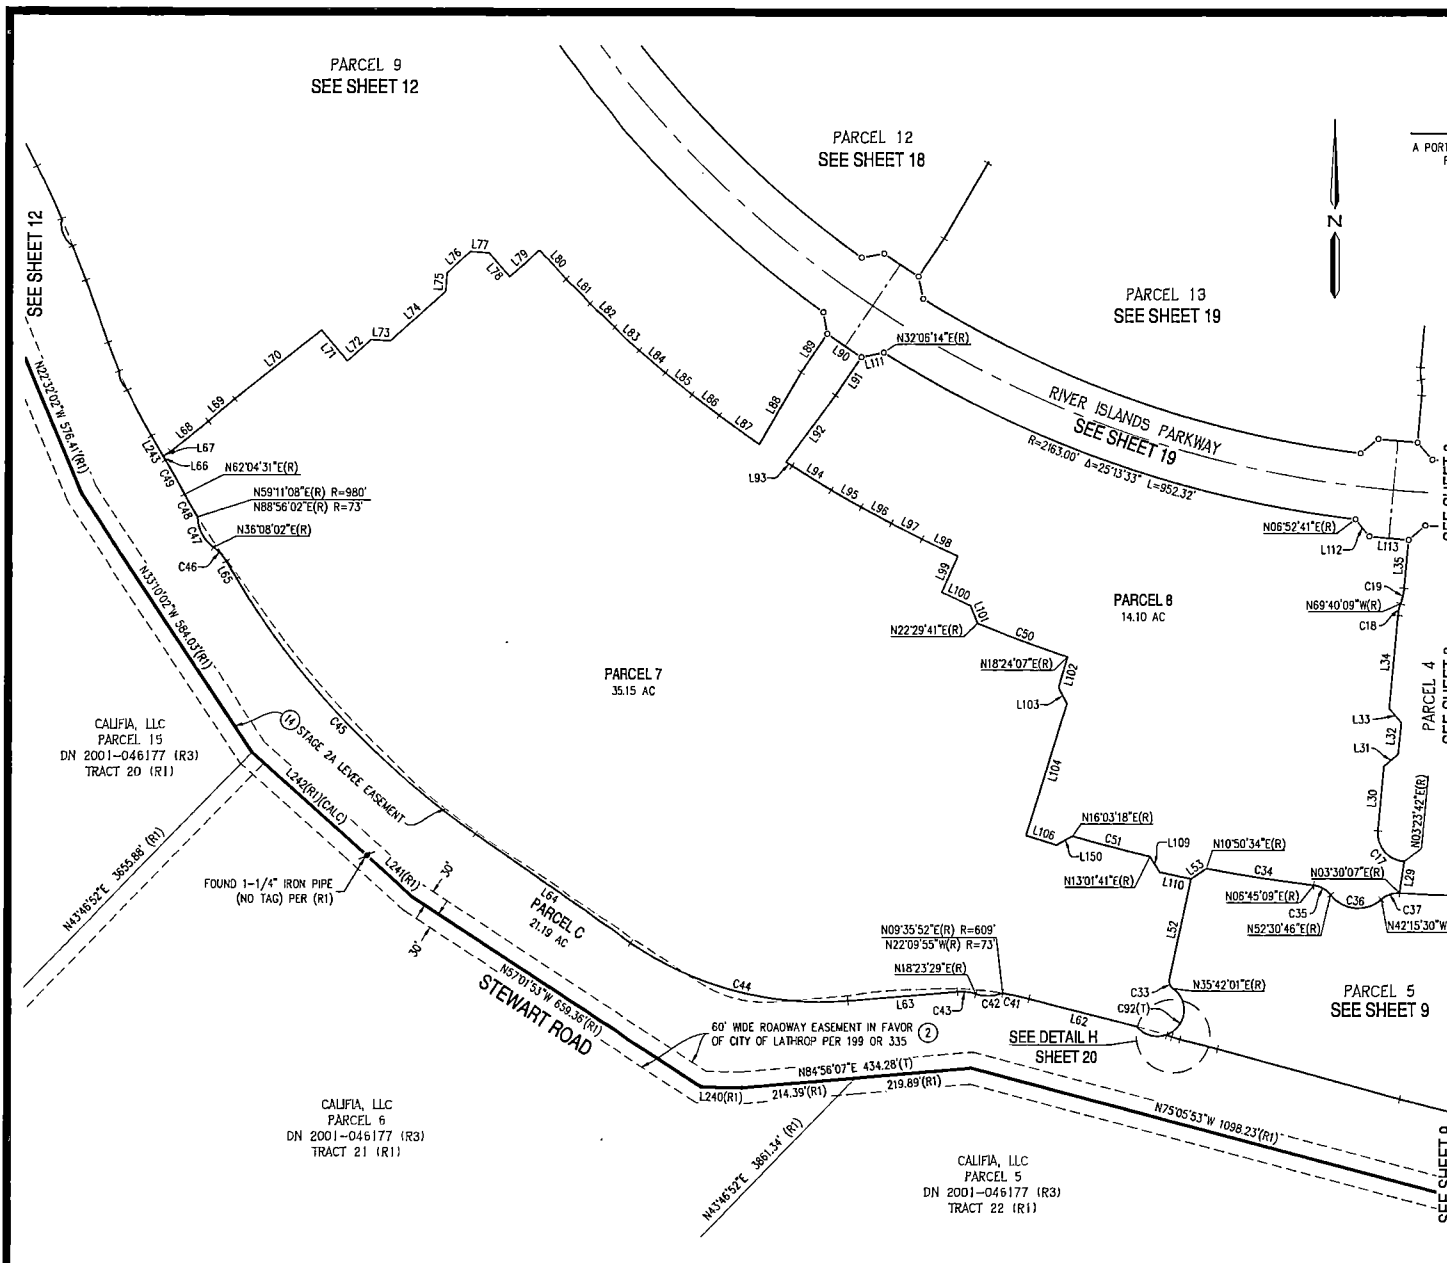 PARCEL 9
SEE SHEET 12
PARCEL 12
SEE SHEET 18
A PORT
SEE SHEET 12
N
PARCEL 13
SEE SHEET 19
L77
L76
L79
L78
L80
L75
L81
L74
L82
L73
L72
L71
L70
L83
L84
L85
L86
L87
L88
L89
L90
L111
N32°06'14"E(R)
L91
L92
L93
RIVER ISLANDS PARKWAY
SEE SHEET 19
R=2163.00' Δ=25°13'33" L=952.32'
N22°32'02"W 576.41'(R1)
L69
L68
L67
L66
L243
C49
N62°04'31"E(R)
N59°11'08"E(R) R=980'
N88°56'02"E(R) R=73'
C48
C47
N36°08'02"E(R)
C46
L65
L94
L95
L96
L97
L98
L99
L100
L101
N22°29'41"E(R)
C50
N18°24'07"E(R)
L102
L103
L104
N06°52'41"E(R)
L112
L113
L35
C19
N69°40'09"W(R)
C18
L34
PARCEL 4
L33
L32
L31
L30
PARCEL 8
14.10 AC
PARCEL 7
35.15 AC
N33°10'02"W 584.03'(R1)
C45
14 STAGE 2A LEVEE EASEMENT
CALIFIA, LLC
PARCEL 15
DN 2001-046177 (R3)
TRACT 20 (R1)
L242(R1)(CALC)
L241(R1)
30'
30'
N43°46'52"E 3655.88' (R1)
FOUND 1-1/4" IRON PIPE
(NO TAG) PER (R1)
L64
PARCEL C
21.19 AC
N57°01'53"W 659.36'(R1)
STEWART ROAD
L106
N16°03'18"E(R)
C51
L150
L109
N13°01'41"E(R)
L110
L53
N10°50'34"E(R)
C34
N03°23'42"E(R)
N03°30'07"E(R)
C17
L29
N06°45'09"E(R)
C35
C36
C37
N52°30'46"E(R)
N42°15'30"W
N09°35'52"E(R) R=609'
N22°09'55"W(R) R=73'
N18°23'29"E(R)
C44
L63
C43
C42
C41
L62
L52
C33
N35°42'01"E(R)
C92(T)
PARCEL 5
SEE SHEET 9
60' WIDE ROADWAY EASEMENT IN FAVOR
OF CITY OF LATHROP PER 199 OR 335 2
SEE DETAIL H
SHEET 20
N84°56'07"E 434.28'(T)
L240(R1)
214.39'(R1)
219.89'(R1)
N75°05'53"W 1098.23'(R1)
N43°46'52"E 3861.34' (R1)
CALIFIA, LLC
PARCEL 6
DN 2001-046177 (R3)
TRACT 21 (R1)
CALIFIA, LLC
PARCEL 5
DN 2001-046177 (R3)
TRACT 22 (R1)
SEE SHEET 9